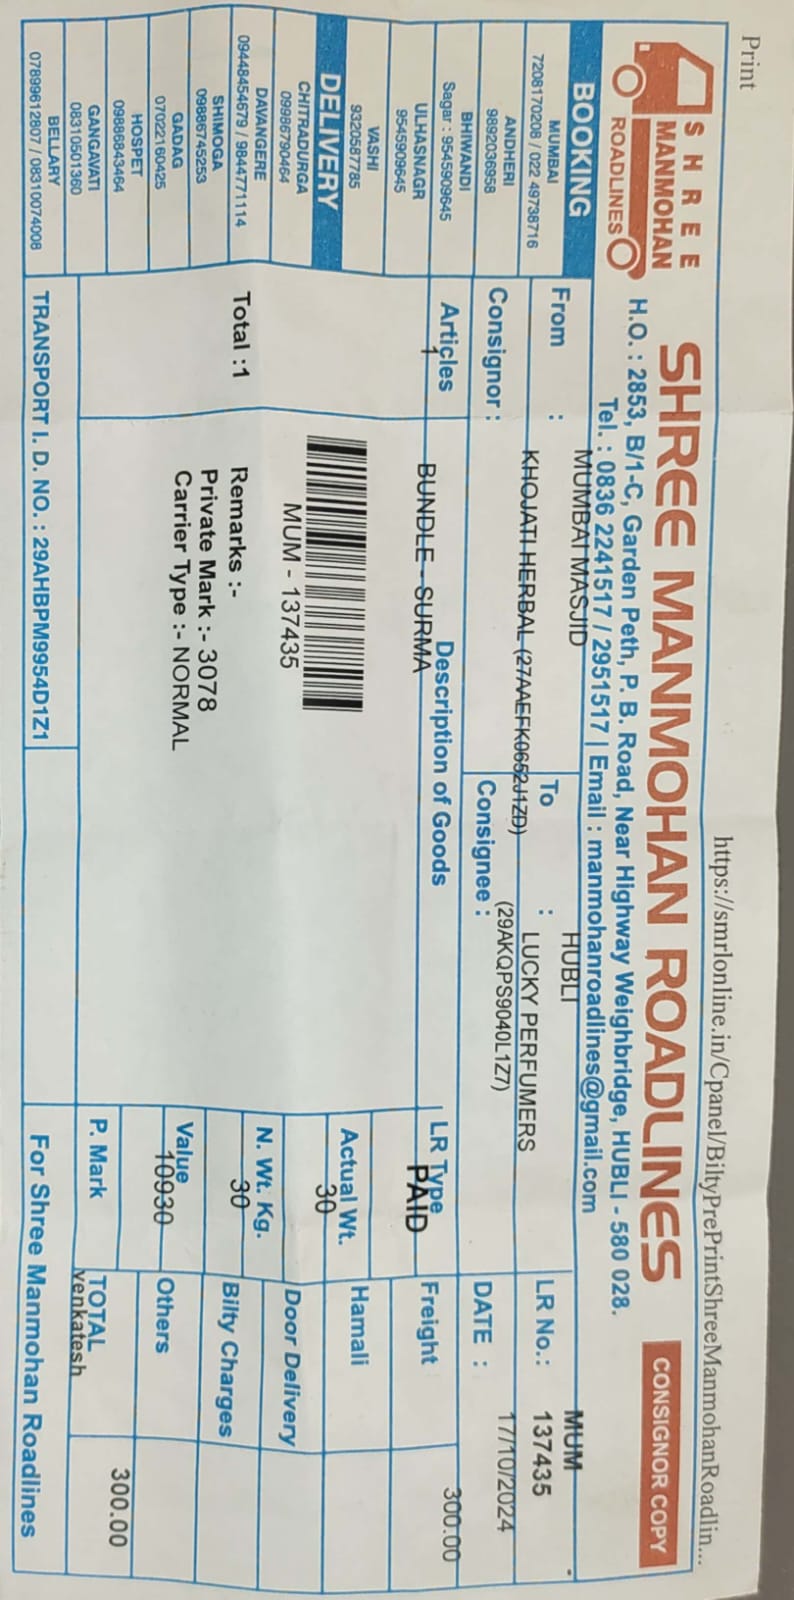 Print
https://smrlonline.in/Cpanel/BiltyPrePrintShreeManmohanRoadlin...
SHREE
MANMOHAN
ROADLINES
SHREE MANMOHAN ROADLINES
CONSIGNOR COPY
H.O. : 2853, B/1-C, Garden Peth, P. B. Road, Near Highway Weighbridge, HUBLI - 580 028.
Tel. : 0836 2241517 / 2951517 | Email : manmohanroadlines@gmail.com
BOOKING
MUMBAI
7208170208 / 022 49738716
ANDHERI
9892036958
BHIWANDI
Sagar : 9545909645
ULHASNAGR
9545909645
VASHI
9320587785
DELIVERY
CHITRADURGA
09986790464
DAVANGERE
09448454679 / 9844771114
SHIMOGA
09886745253
GADAG
07022160425
HOSPET
09886843464
GANGAVATI
08310501360
BELLARY
07899612807 / 08310074008
From : MUMBAI MASJID
To : HUBLI
LR No.: MUM
137435
Consignor : KHOJATI HERBAL (27AAEFK0652J1ZD)
Consignee : LUCKY PERFUMERS
(29AKQPS9040L1Z7)
DATE : 17/10/2024
Articles
Description of Goods
LR Type
PAID
Freight
300.00
1
BUNDLE - SURMA
Actual Wt.
30
Hamali
MUM - 137435
N. Wt. Kg.
30
Door Delivery
Total :1
Remarks :-
Private Mark :- 3078
Carrier Type :- NORMAL
Bilty Charges
Value
10930
Others
P. Mark
TOTAL
300.00
venkatesh
TRANSPORT I. D. NO. : 29AHBPM9954D1Z1
For Shree Manmohan Roadlines